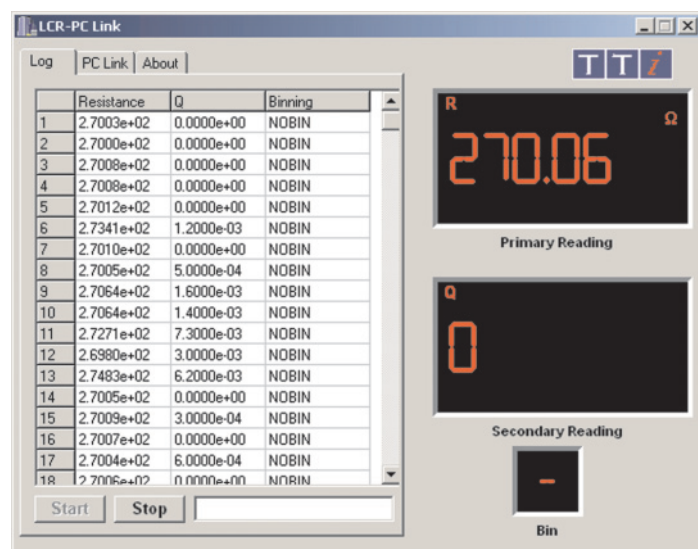 LCR-PC Link
Log PC Link About
TTi
Resistance Q Binning
1 2.7003e+02 0.0000e+00 NOBIN
2 2.7000e+02 0.0000e+00 NOBIN
3 2.7008e+02 0.0000e+00 NOBIN
4 2.7008e+02 0.0000e+00 NOBIN
5 2.7012e+02 0.0000e+00 NOBIN
6 2.7341e+02 1.2000e-03 NOBIN
7 2.7010e+02 0.0000e+00 NOBIN
8 2.7005e+02 5.0000e-04 NOBIN
9 2.7064e+02 1.6000e-03 NOBIN
10 2.7064e+02 1.4000e-03 NOBIN
11 2.7271e+02 7.3000e-03 NOBIN
12 2.6980e+02 3.0000e-03 NOBIN
13 2.7483e+02 6.2000e-03 NOBIN
14 2.7005e+02 0.0000e+00 NOBIN
15 2.7009e+02 3.0000e-04 NOBIN
16 2.7007e+02 0.0000e+00 NOBIN
17 2.7004e+02 6.0000e-04 NOBIN
18 2.7006e+02 0.0000e+00 NOBIN
Start Stop
R Ω
270.06
Primary Reading
Q
0
Secondary Reading
-
Bin